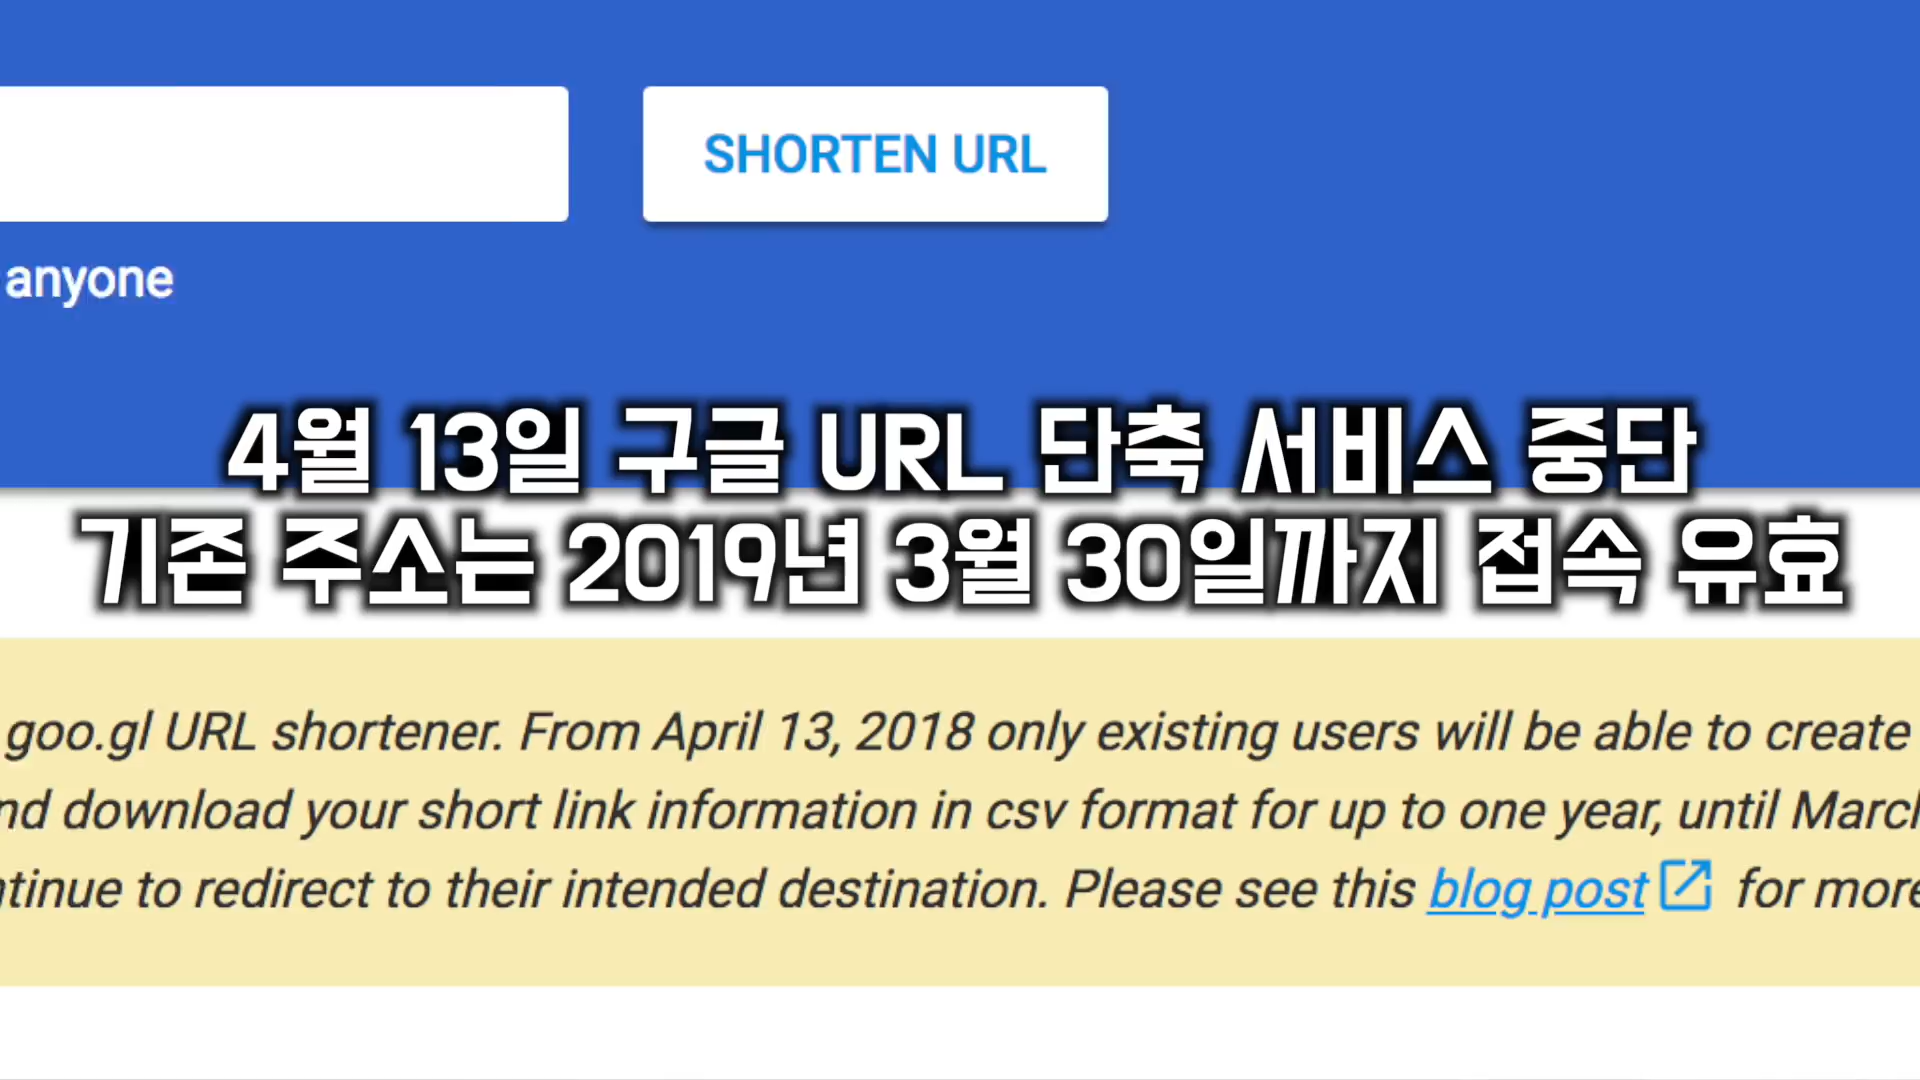 SHORTEN URL
anyone
4월 13일 구글 URL 단축 서비스 중단
기존 주소는 2019년 3월 30일까지 접속 유효
goo.gl URL shortener. From April 13, 2018 only existing users will be able to create
nd download your short link information in csv format for up to one year, until March
ntinue to redirect to their intended destination. Please see this blog post for more